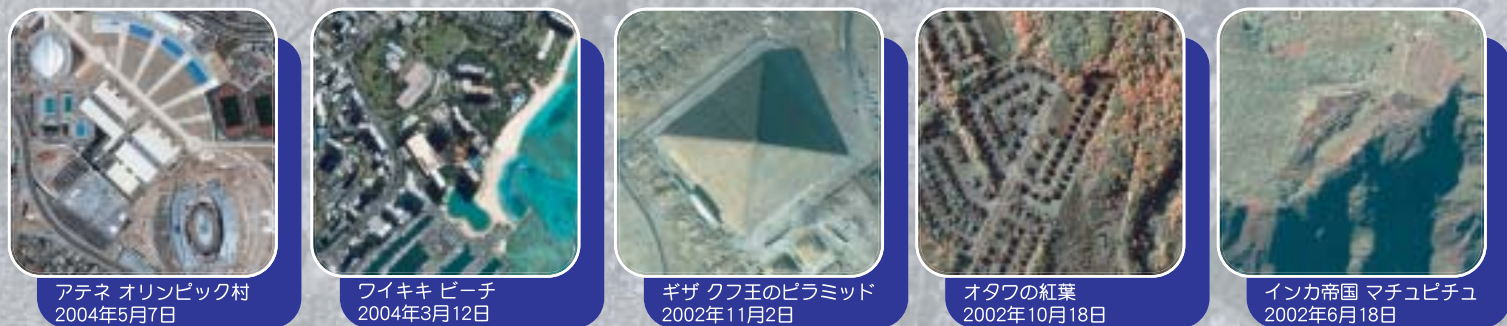 アテネ オリンピック村
2004年5月7日
ワイキキ ビーチ
2004年3月12日
ギザ クフ王のピラミッド
2002年11月2日
オタワの紅葉
2002年10月18日
インカ帝国 マチュピチュ
2002年6月18日